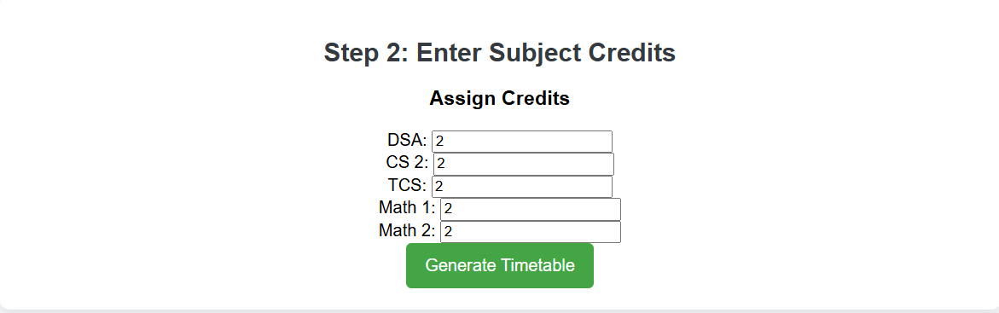 Step 2: Enter Subject Credits
Assign Credits
DSA: 2
CS 2: 2
TCS: 2
Math 1: 2
Math 2: 2
Generate Timetable